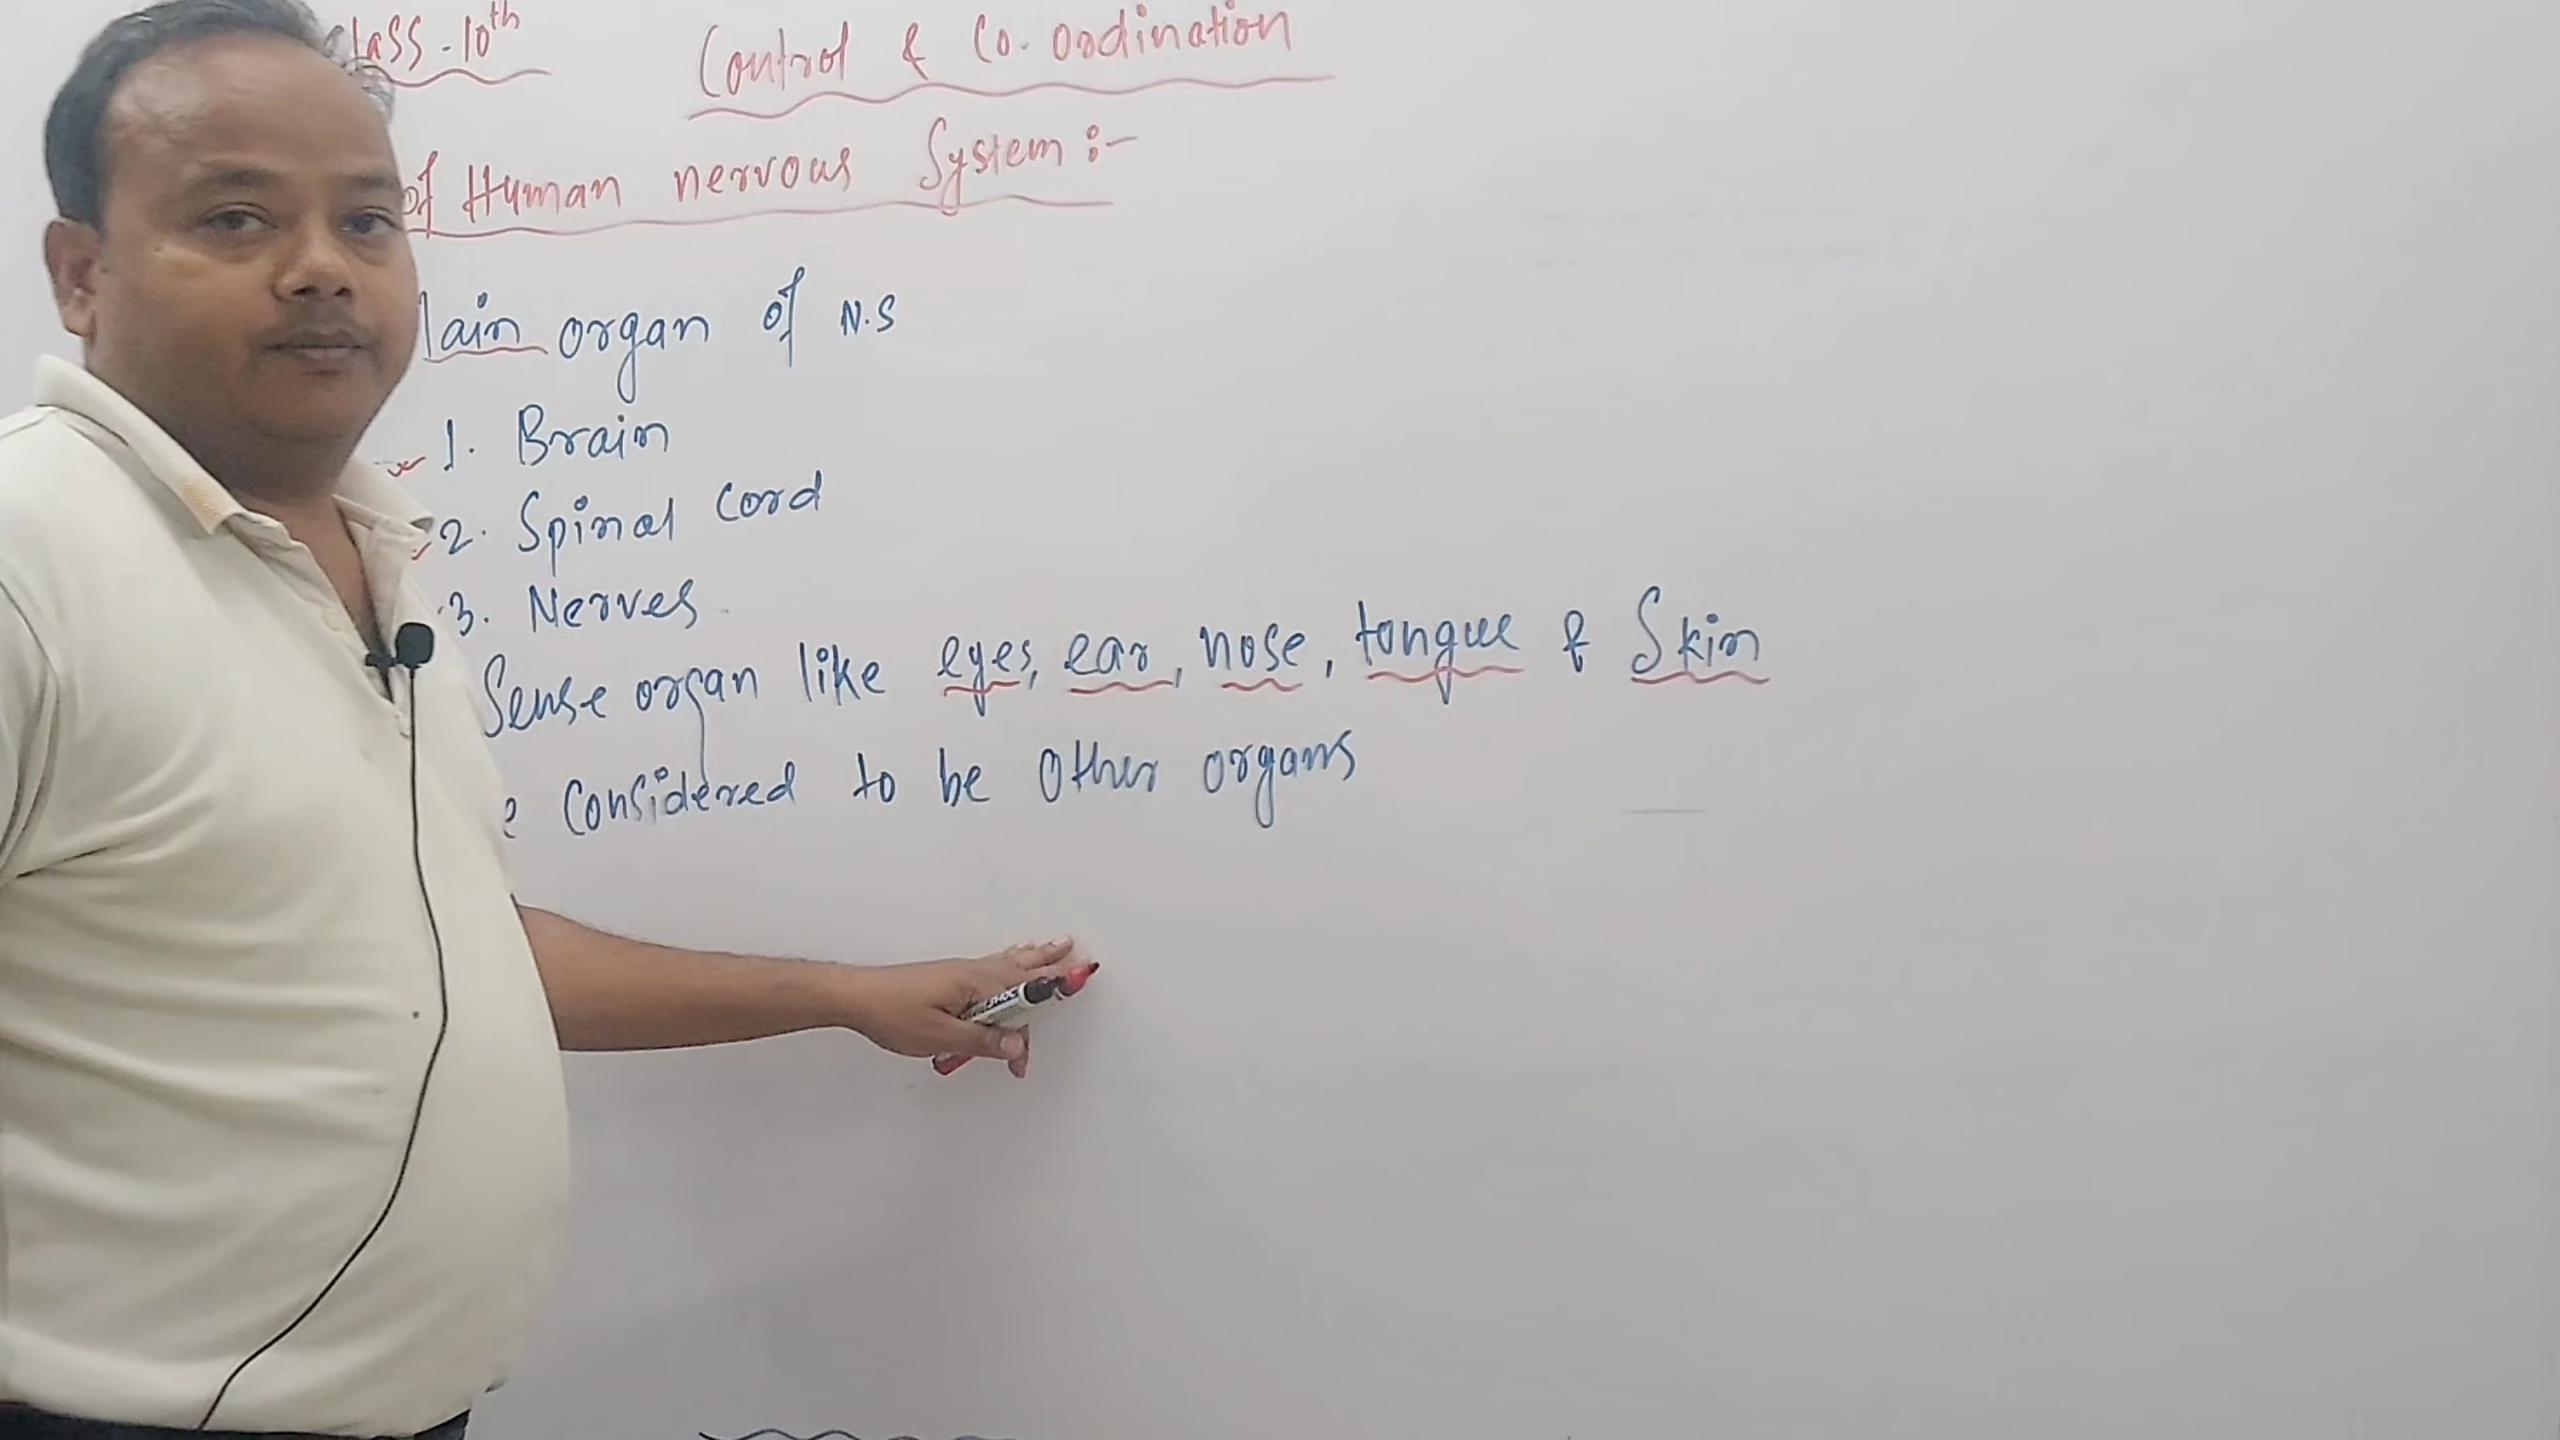 Class-10th
Control & Co-ordination
of Human nervous System:-
Main organ of N.S
1. Brain
2. Spinal Cord
3. Nerves
Sense organ like eyes, ear, nose, tongue & Skin
Considered to be Other organs